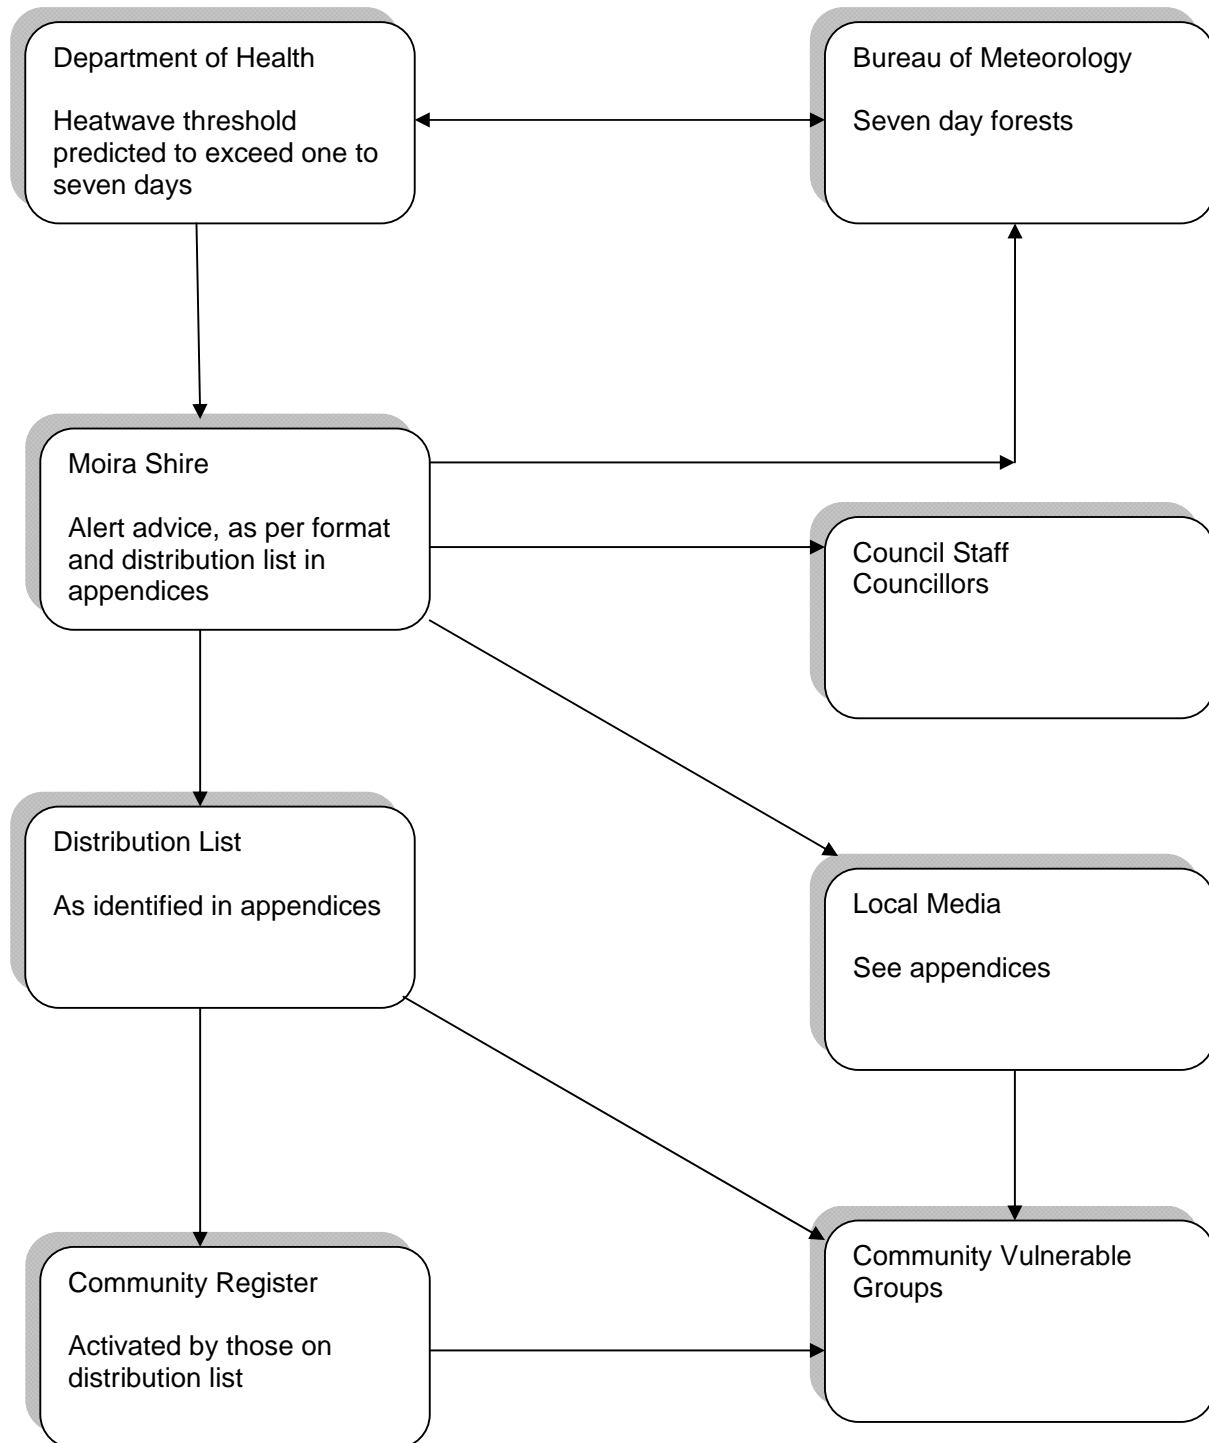 Department of Health
Heatwave threshold
predicted to exceed one to
seven days
Bureau of Meteorology
Seven day forests
Moira Shire
Alert advice, as per format
and distribution list in
appendices
Council Staff
Councillors
Distribution List
As identified in appendices
Local Media
See appendices
Community Register
Activated by those on
distribution list
Community Vulnerable
Groups